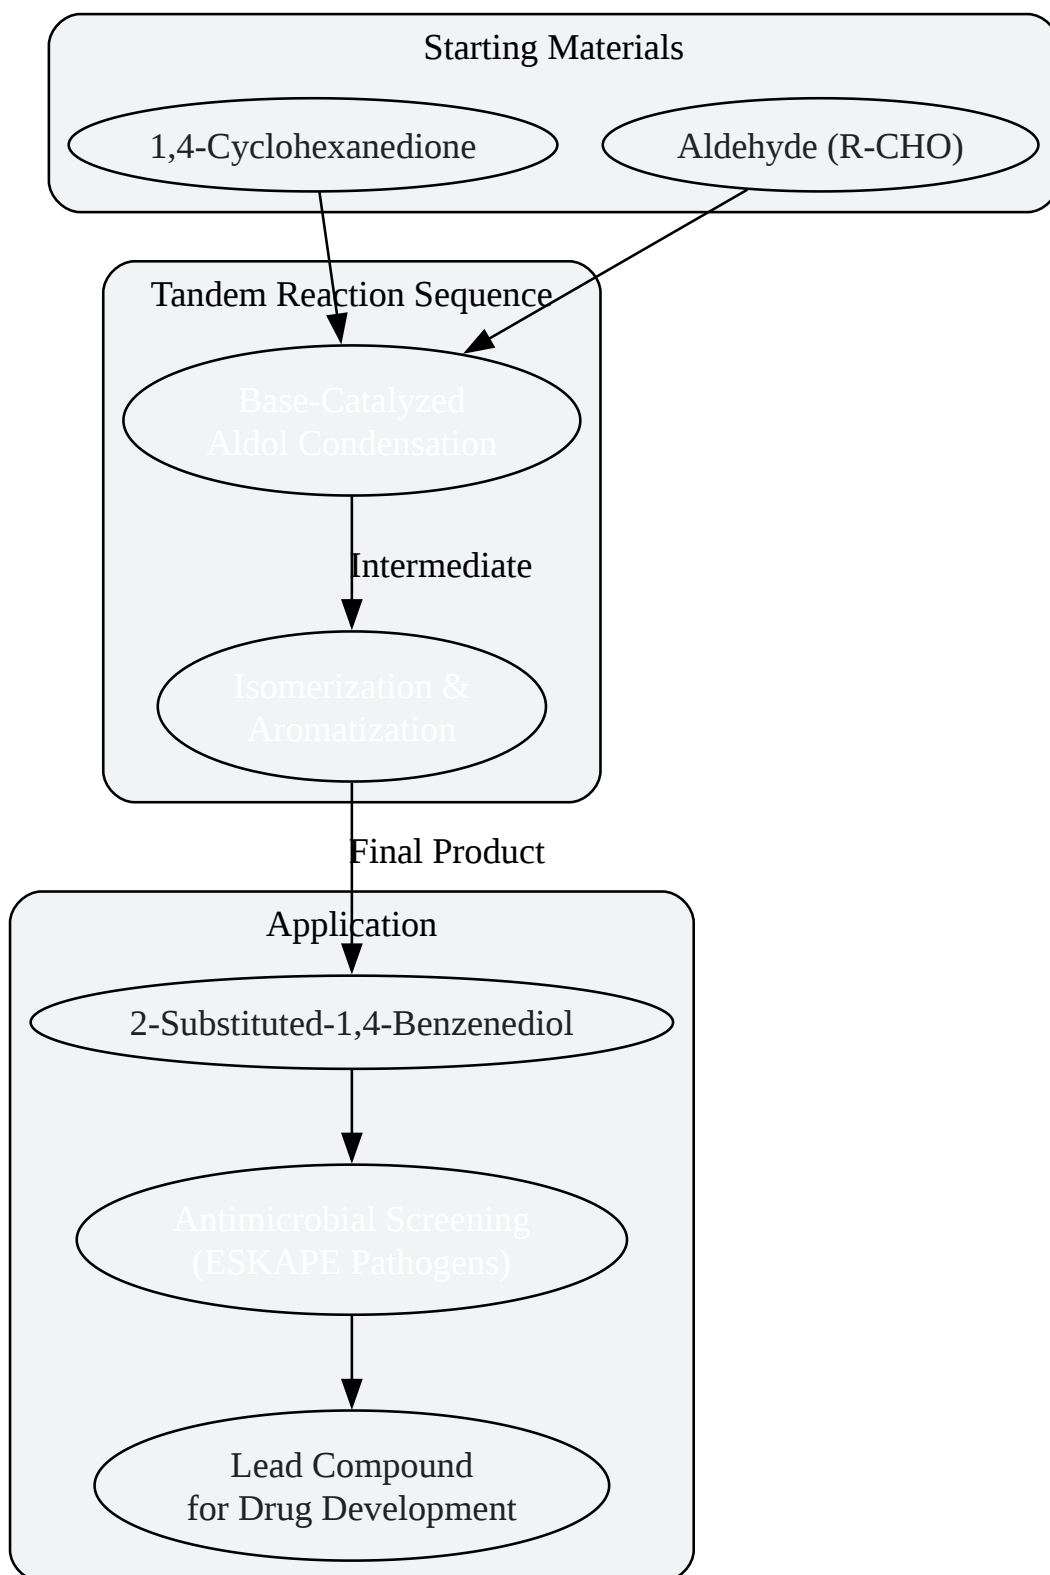 Starting Materials
1,4-Cyclohexanedione
Aldehyde (R-CHO)
Tandem Reaction Sequence
Base-Catalyzed
Aldol Condensation
Intermediate
Isomerization &
Aromatization
Final Product
Application
2-Substituted-1,4-Benzenediol
Antimicrobial Screening
(ESKAPE Pathogens)
Lead Compound
for Drug Development